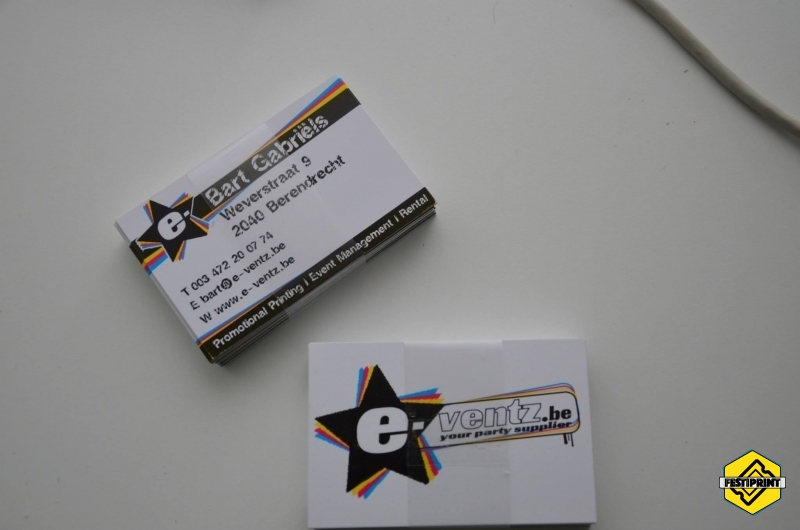 Bart Gabriëls
Weverstraat 9
2040 Berendrecht
e-
T 003 472 20 07 74
E bart@e-ventz.be
W www.e-ventz.be
Promotional Printing i Event Management i Rental
e-ventz.be
your party supplier
FESTIPRINT